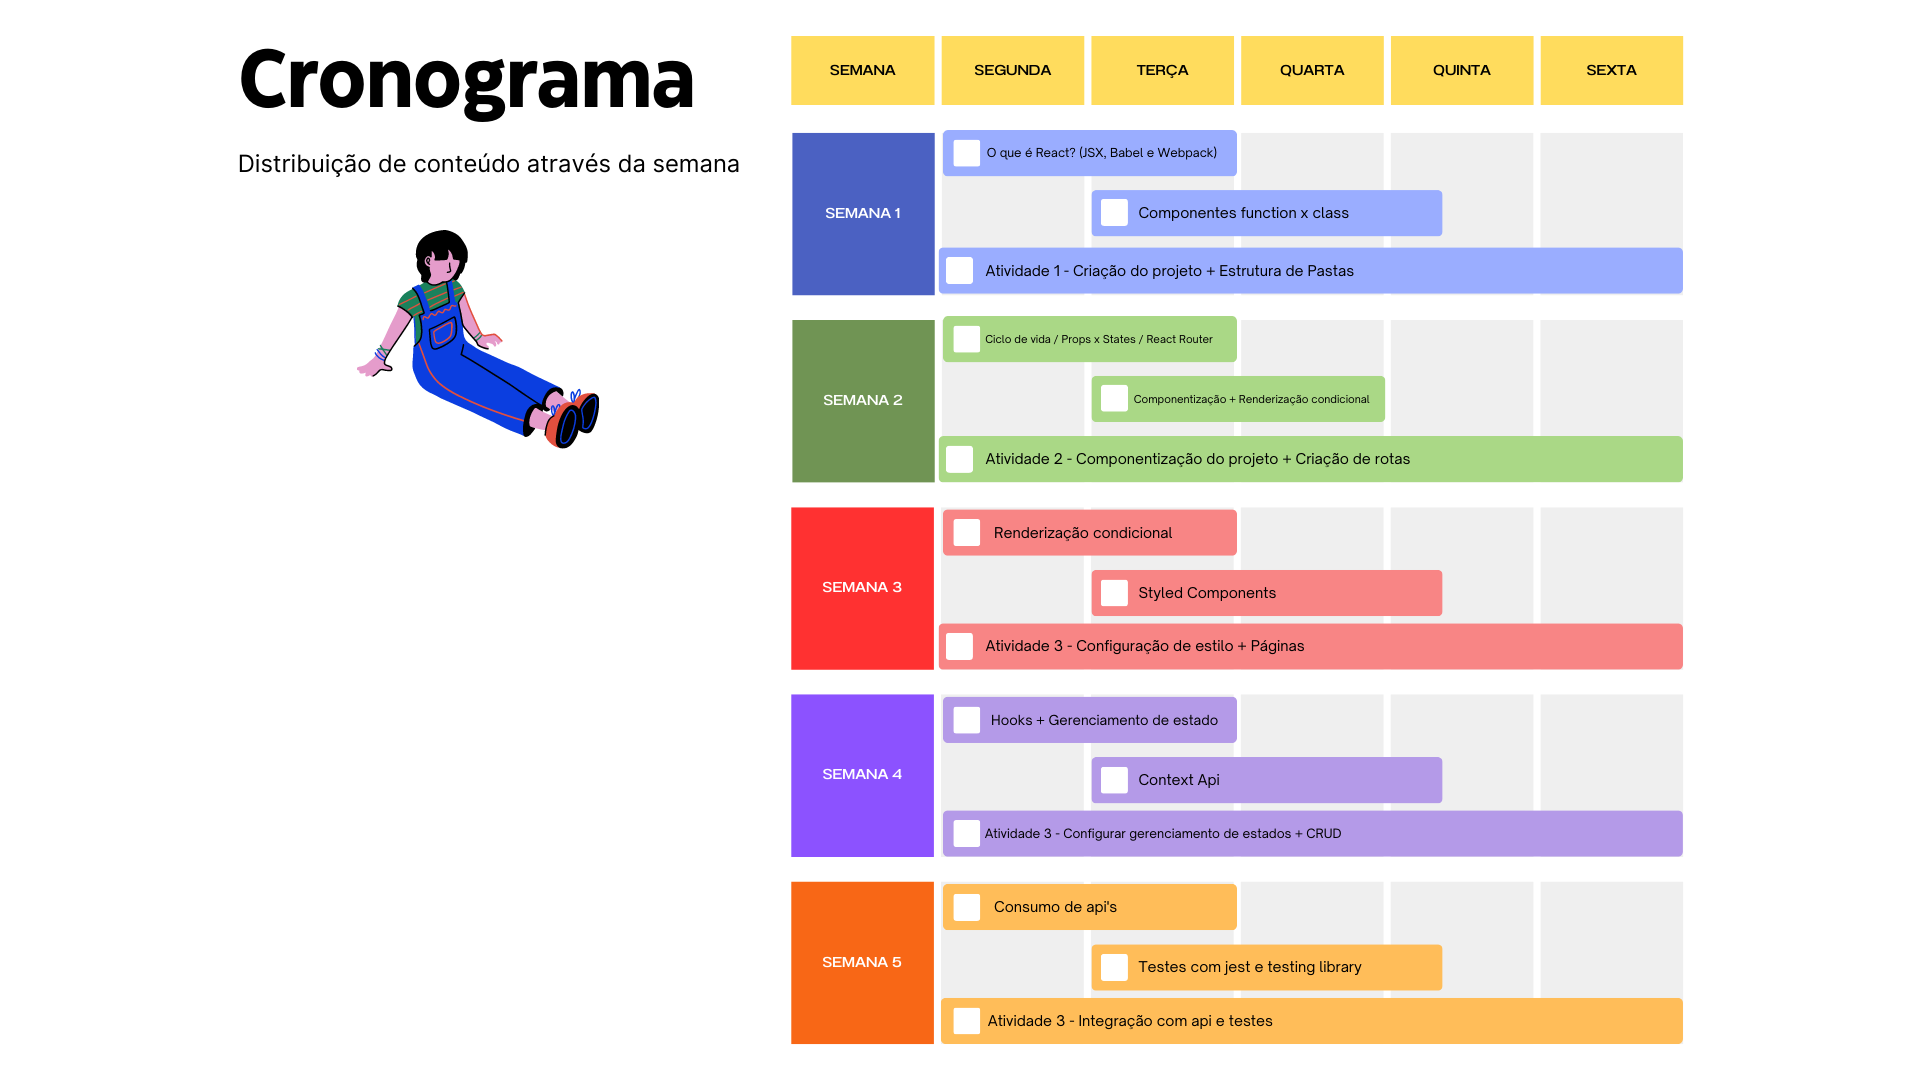 Cronograma
Distribuição de conteúdo através da semana
SEMANA SEGUNDA TERÇA QUARTA QUINTA SEXTA
SEMANA 1
O que é React? (JSX, Babel e Webpack)
Componentes function x class
Atividade 1 - Criação do projeto + Estrutura de Pastas
SEMANA 2
Ciclo de vida / Props x States / React Router
Componentização + Renderização condicional
Atividade 2 - Componentização do projeto + Criação de rotas
SEMANA 3
Renderização condicional
Styled Components
Atividade 3 - Configuração de estilo + Páginas
SEMANA 4
Hooks + Gerenciamento de estado
Context Api
Atividade 3 - Configurar gerenciamento de estados + CRUD
SEMANA 5
Consumo de api's
Testes com jest e testing library
Atividade 3 - Integração com api e testes